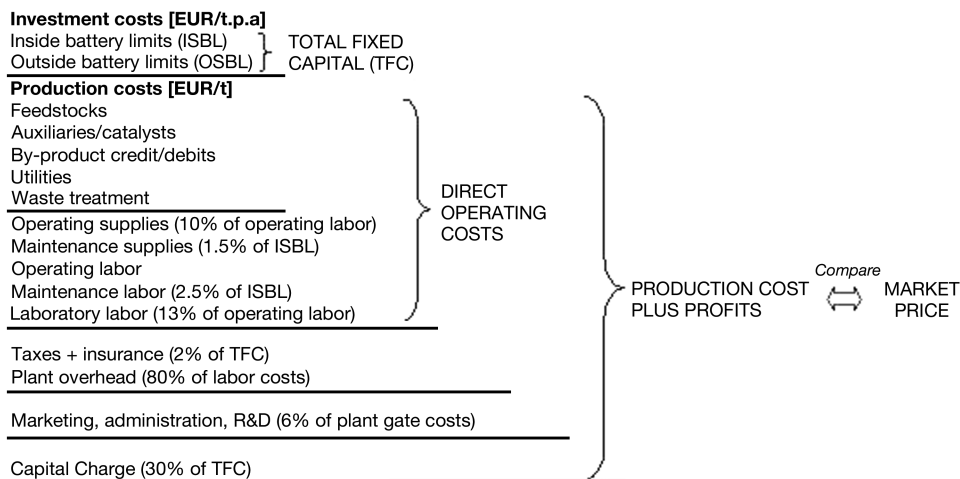 Investment costs [EUR/t.p.a]
Inside battery limits (ISBL)
Outside battery limits (OSBL)
TOTAL FIXED
CAPITAL (TFC)
Production costs [EUR/t]
Feedstocks
Auxiliaries/catalysts
By-product credit/debits
Utilities
Waste treatment
Operating supplies (10% of operating labor)
Maintenance supplies (1.5% of ISBL)
Operating labor
Maintenance labor (2.5% of ISBL)
Laboratory labor (13% of operating labor)
DIRECT
OPERATING
COSTS
Taxes + insurance (2% of TFC)
Plant overhead (80% of labor costs)
Marketing, administration, R&D (6% of plant gate costs)
Capital Charge (30% of TFC)
PRODUCTION COST
PLUS PROFITS
Compare
MARKET
PRICE